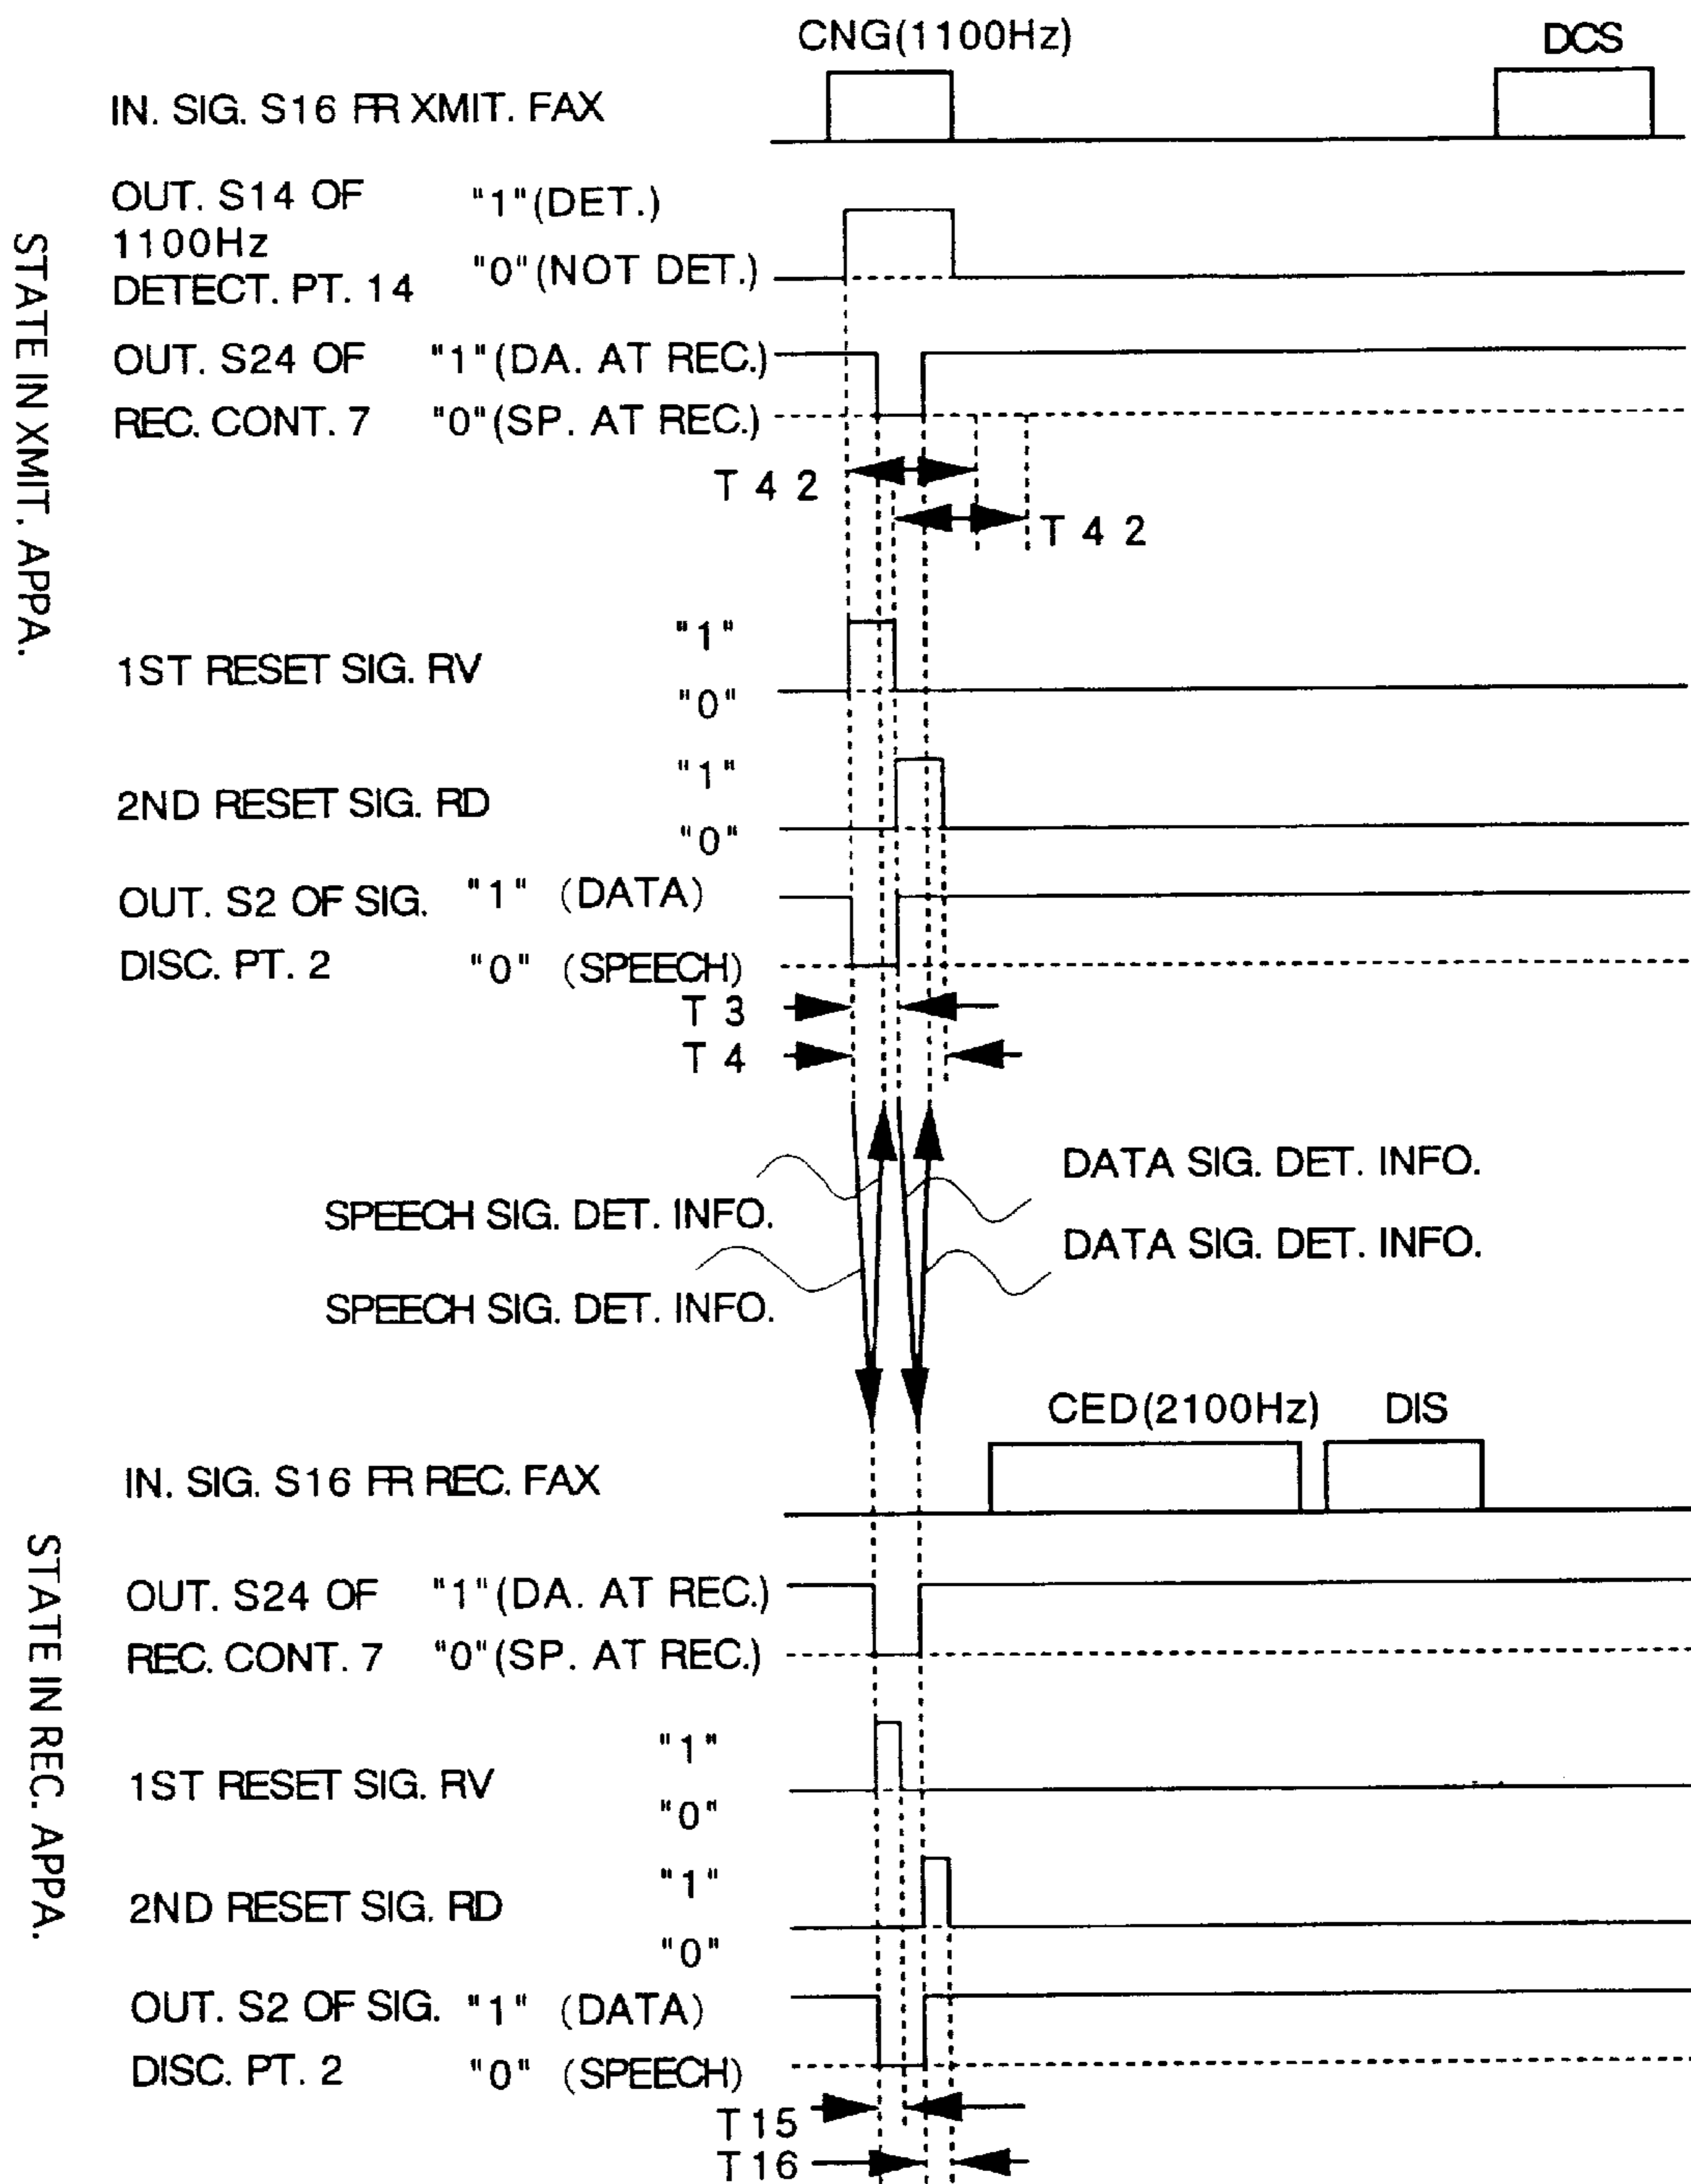 CNG(1100Hz)
DCS
IN. SIG. S16 FR XMIT. FAX
OUT. S14 OF "1"(DET.)
1100Hz
DETECT. PT. 14 "0"(NOT DET.)
OUT. S24 OF "1"(DA. AT REC.)
REC. CONT. 7 "0"(SP. AT REC.)
T 4 2
T 4 2
STATE IN XMIT. APPA.
"1"
1ST RESET SIG. RV
"0"
"1"
2ND RESET SIG. RD
"0"
OUT. S2 OF SIG. "1" (DATA)
DISC. PT. 2 "0" (SPEECH)
T 3
T 4
DATA SIG. DET. INFO.
SPEECH SIG. DET. INFO.
DATA SIG. DET. INFO.
SPEECH SIG. DET. INFO.
CED(2100Hz) DIS
IN. SIG. S16 FR REC. FAX
OUT. S24 OF "1"(DA. AT REC.)
REC. CONT. 7 "0"(SP. AT REC.)
STATE IN REC. APPA.
"1"
1ST RESET SIG. RV
"0"
"1"
2ND RESET SIG. RD
"0"
OUT. S2 OF SIG. "1" (DATA)
DISC. PT. 2 "0" (SPEECH)
T 15
T 16